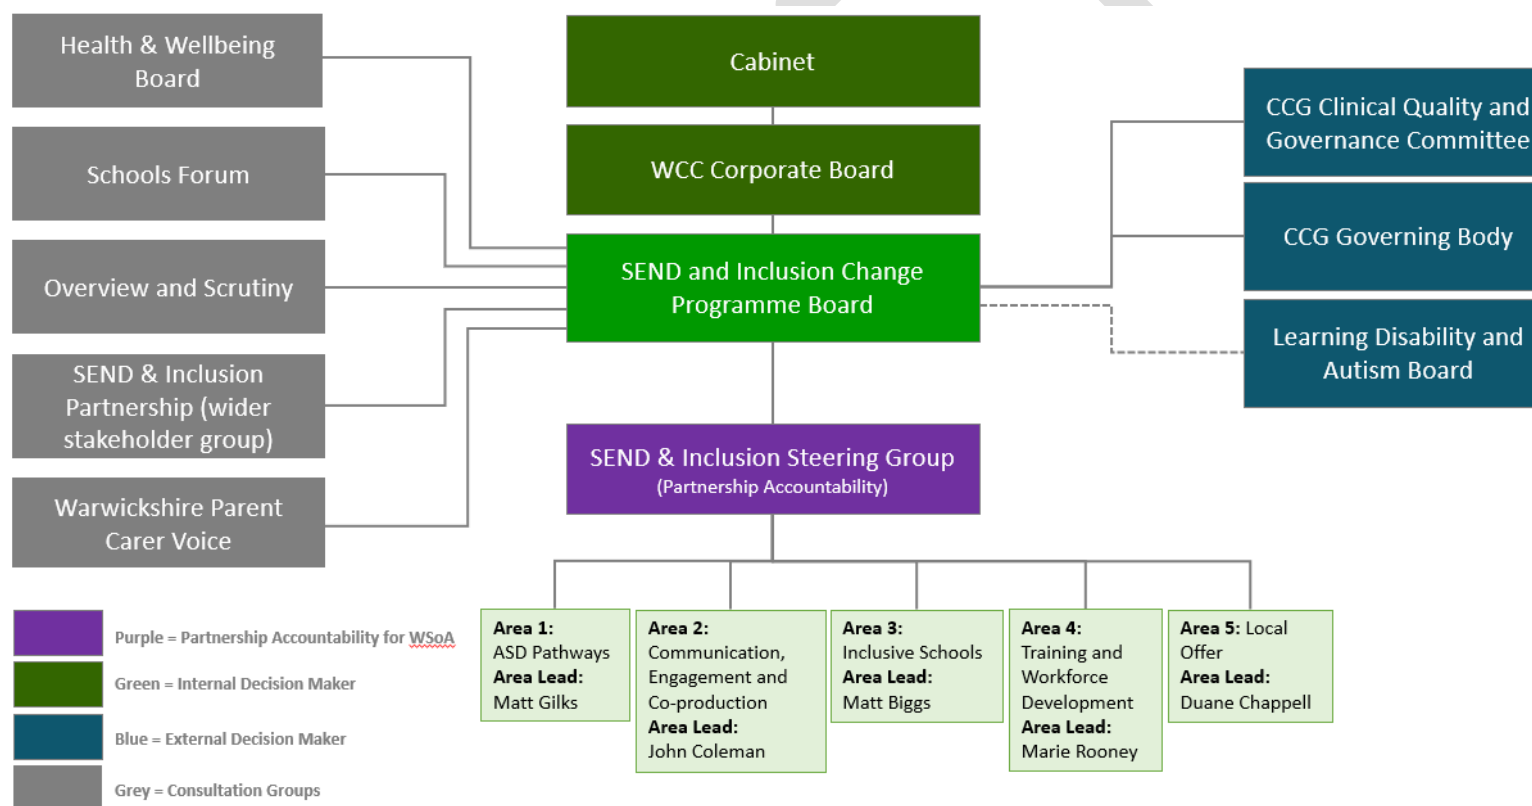 Health & Wellbeing
Board
Schools Forum
Overview and Scrutiny
SEND & Inclusion
Partnership (wider
stakeholder group)
Warwickshire Parent
Carer Voice
Cabinet
WCC Corporate Board
SEND and Inclusion Change
Programme Board
SEND & Inclusion Steering Group
(Partnership Accountability)
CCG Clinical Quality and
Governance Committee
CCG Governing Body
Learning Disability and
Autism Board
Area 1:
ASD Pathways
Area Lead:
Matt Gilks
Area 2:
Communication,
Engagement and
Co-production
Area Lead:
John Coleman
Area 3:
Inclusive Schools
Area Lead:
Matt Biggs
Area 4:
Training and
Workforce
Development
Area Lead:
Marie Rooney
Area 5: Local
Offer
Area Lead:
Duane Chappell
Purple = Partnership Accountability for WSoA
Green = Internal Decision Maker
Blue = External Decision Maker
Grey = Consultation Groups